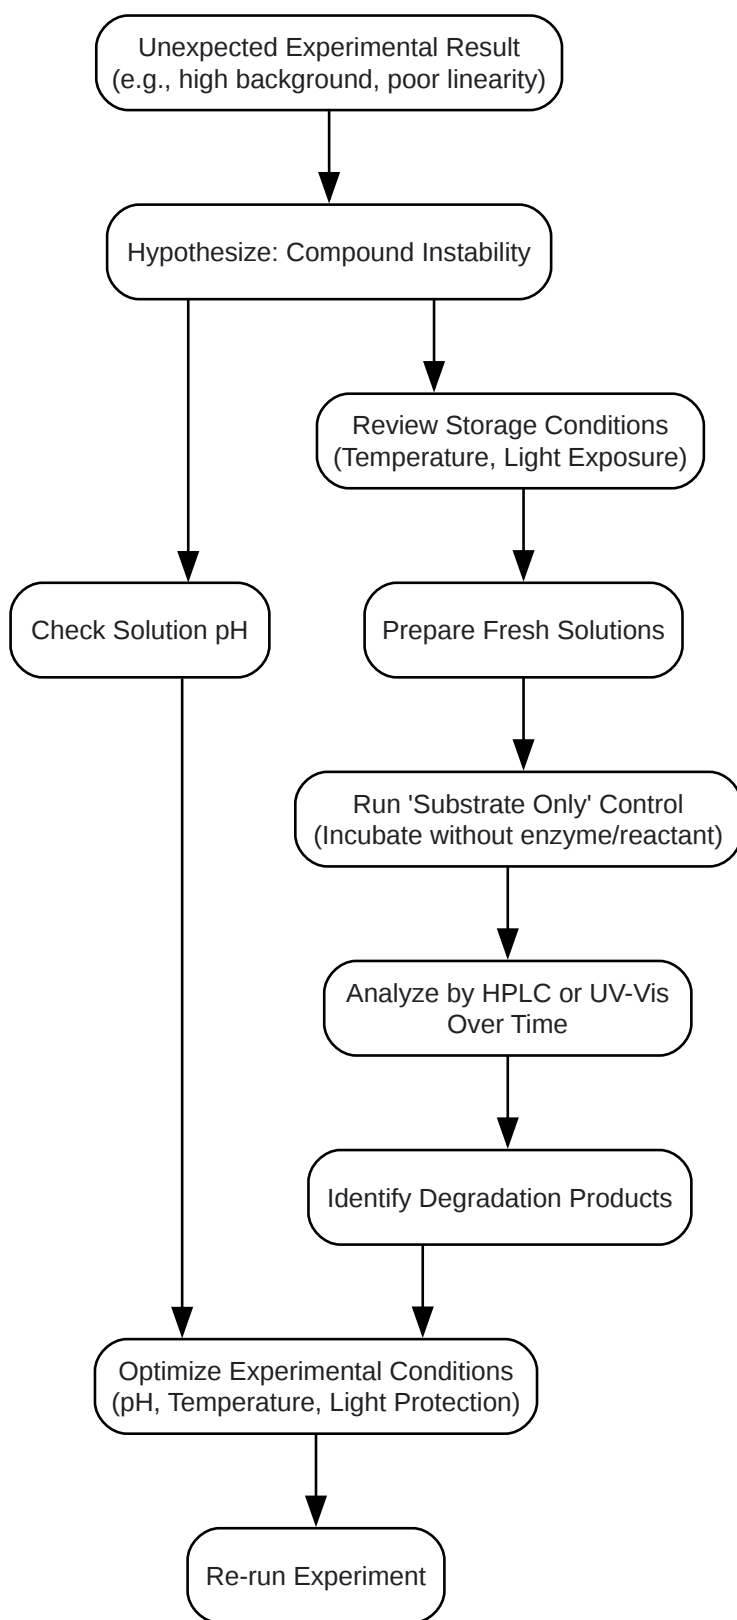 Unexpected Experimental Result
(e.g., high background, poor linearity)
Hypothesize: Compound Instability
Review Storage Conditions
(Temperature, Light Exposure)
Check Solution pH
Prepare Fresh Solutions
Run 'Substrate Only' Control
(Incubate without enzyme/reactant)
Analyze by HPLC or UV-Vis
Over Time
Identify Degradation Products
Optimize Experimental Conditions
(pH, Temperature, Light Protection)
Re-run Experiment